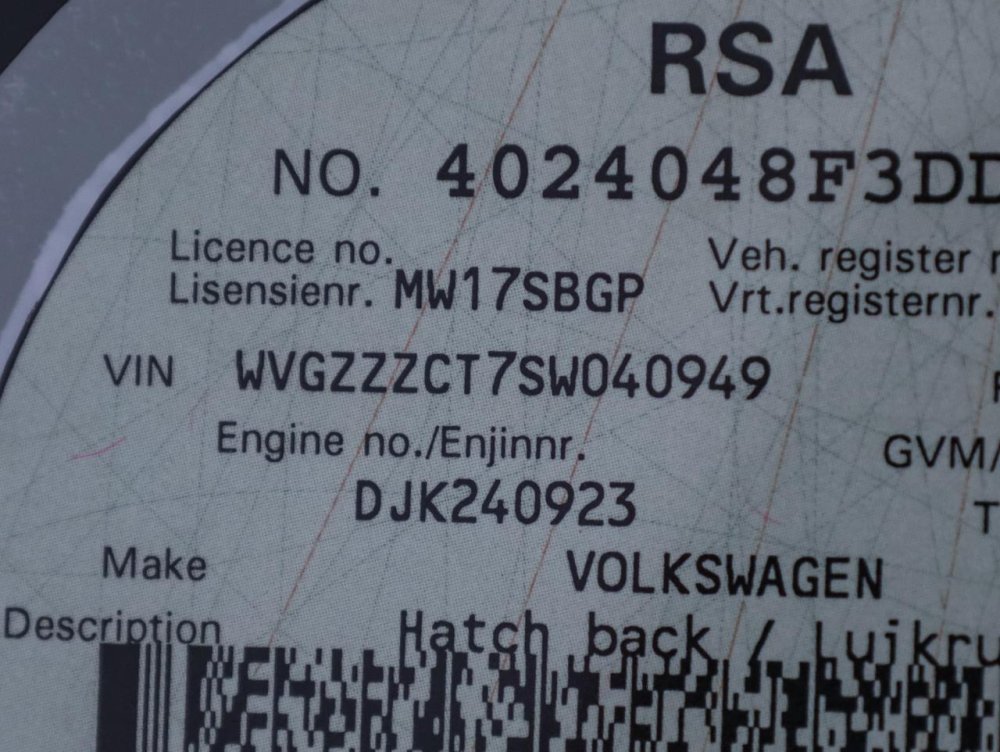 RSA
NO. 4024048F3DD
Licence no.
Lisensienr. MW17SBGP
Veh. register
Vrt.registernr.
VIN WVGZZZCT7SW040949
Engine no./Enjinnr.
GVM/
DJK240923
T
Make VOLKSWAGEN
Description Hatch back / Luikru